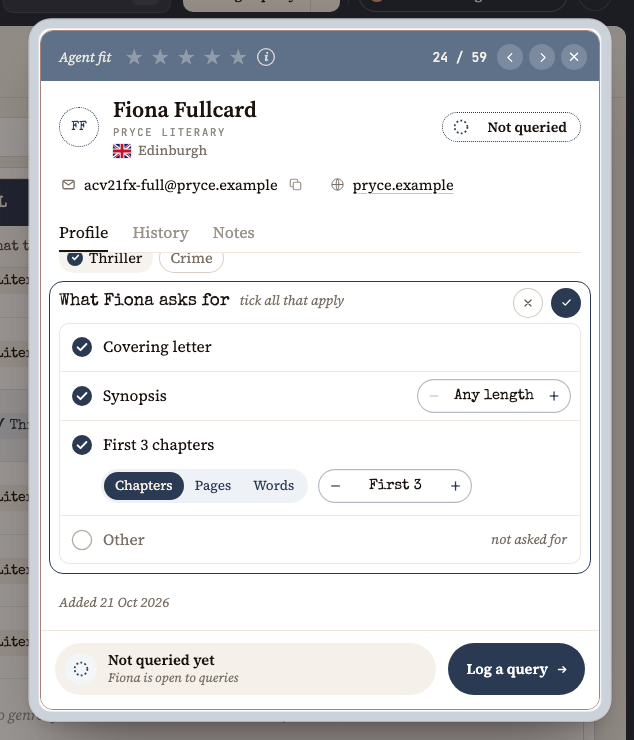 Agent fit
24 / 59
FF
Fiona Fullcard
PRYCE LITERARY
Edinburgh
Not queried
acv21fx-full@pryce.example
pryce.example
Profile History Notes
Thriller Crime
What Fiona asks for tick all that apply
Covering letter
Synopsis
Any length
First 3 chapters
Chapters Pages Words
First 3
Other
not asked for
Added 21 Oct 2026
Not queried yet
Fiona is open to queries
Log a query →